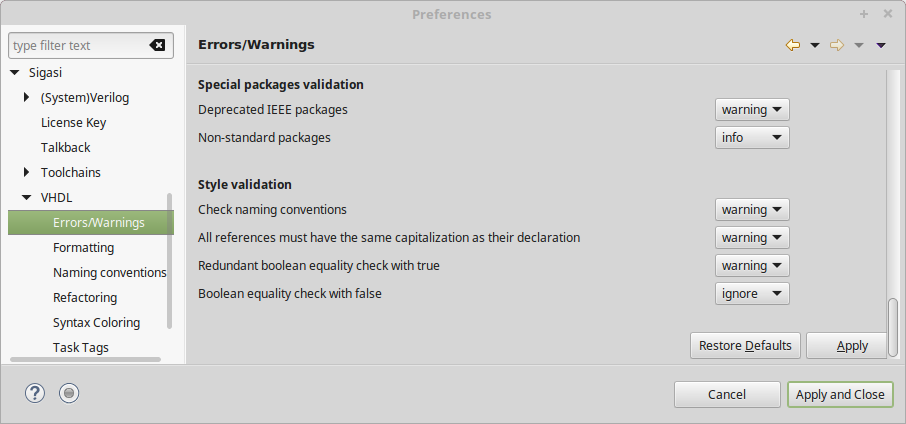 Preferences
type filter text
Errors/Warnings
Sigasi
(System)Verilog
License Key
Talkback
Toolchains
VHDL
Errors/Warnings
Formatting
Naming conventions
Refactoring
Syntax Coloring
Task Tags
Special packages validation
Deprecated IEEE packages warning
Non-standard packages info
Style validation
Check naming conventions warning
All references must have the same capitalization as their declaration warning
Redundant boolean equality check with true warning
Boolean equality check with false ignore
Restore Defaults Apply
Cancel Apply and Close